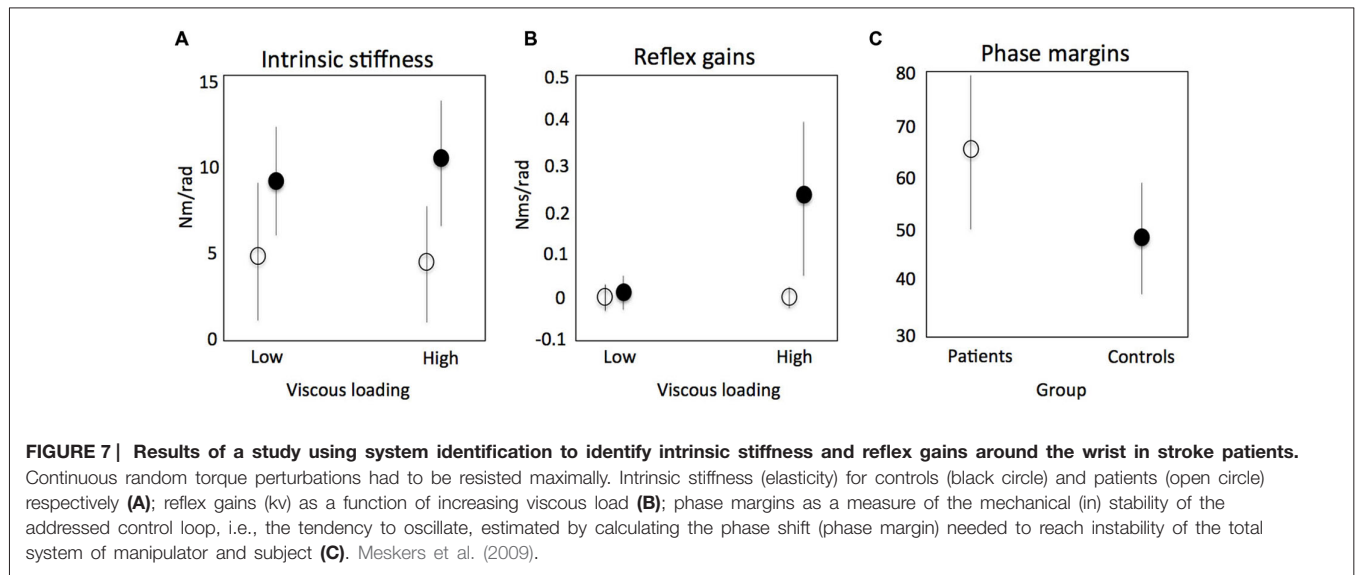 A
Intrinsic stiffness
15
10
5
0
Nm/rad
Low
High
Viscous loading
B
Reflex gains
0.5
0.4
0.3
0.2
0.1
0
-0.1
Nms/rad
Low
High
Viscous loading
C
Phase margins
80
70
60
50
40
30
Patients
Controls
Group
FIGURE 7 | Results of a study using system identification to identify intrinsic stiffness and reflex gains around the wrist in stroke patients.
Continuous random torque perturbations had to be resisted maximally. Intrinsic stiffness (elasticity) for controls (black circle) and patients (open circle)
respectively (A); reflex gains (kv) as a function of increasing viscous load (B); phase margins as a measure of the mechanical (in) stability of the
addressed control loop, i.e., the tendency to oscillate, estimated by calculating the phase shift (phase margin) needed to reach instability of the total
system of manipulator and subject (C). Meskers et al. (2009).